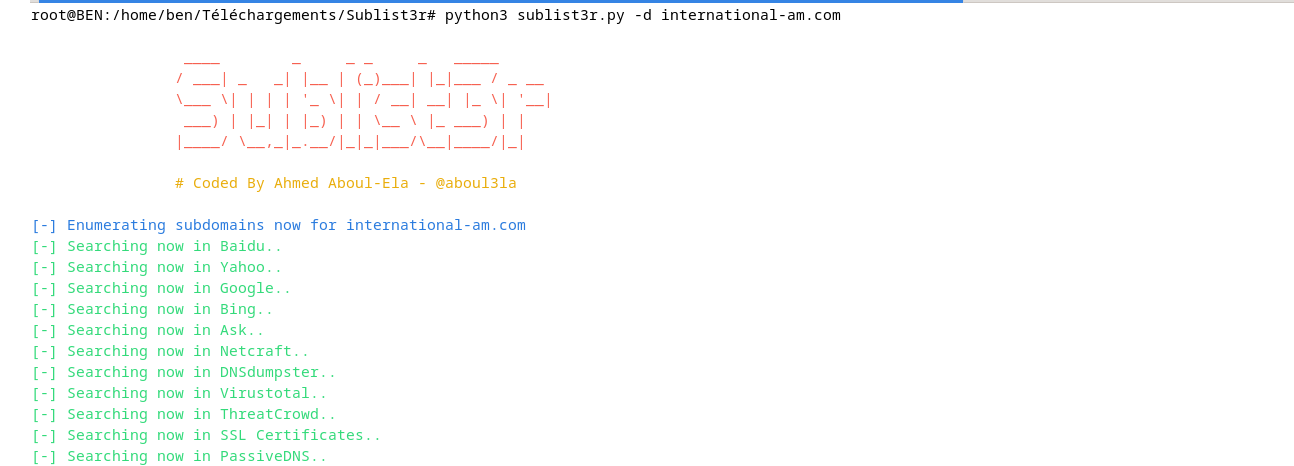 root@BEN:/home/ben/Téléchargements/Sublist3r# python3 sublist3r.py -d international-am.com
                 ____        _     _ _     _   _____
                / ___| _   _| |__ | (_)___| |_|___ / _ __
                \___ \| | | | '_ \| | / __| __| |_ \| '__|
                 ___) | |_| | |_) | | \__ \ |_ ___) | |
                |____/ \__,_|_.__/|_|_|___/\__|____/|_|
                # Coded By Ahmed Aboul-Ela - @aboul3la
[-] Enumerating subdomains now for international-am.com
[-] Searching now in Baidu..
[-] Searching now in Yahoo..
[-] Searching now in Google..
[-] Searching now in Bing..
[-] Searching now in Ask..
[-] Searching now in Netcraft..
[-] Searching now in DNSdumpster..
[-] Searching now in Virustotal..
[-] Searching now in ThreatCrowd..
[-] Searching now in SSL Certificates..
[-] Searching now in PassiveDNS..